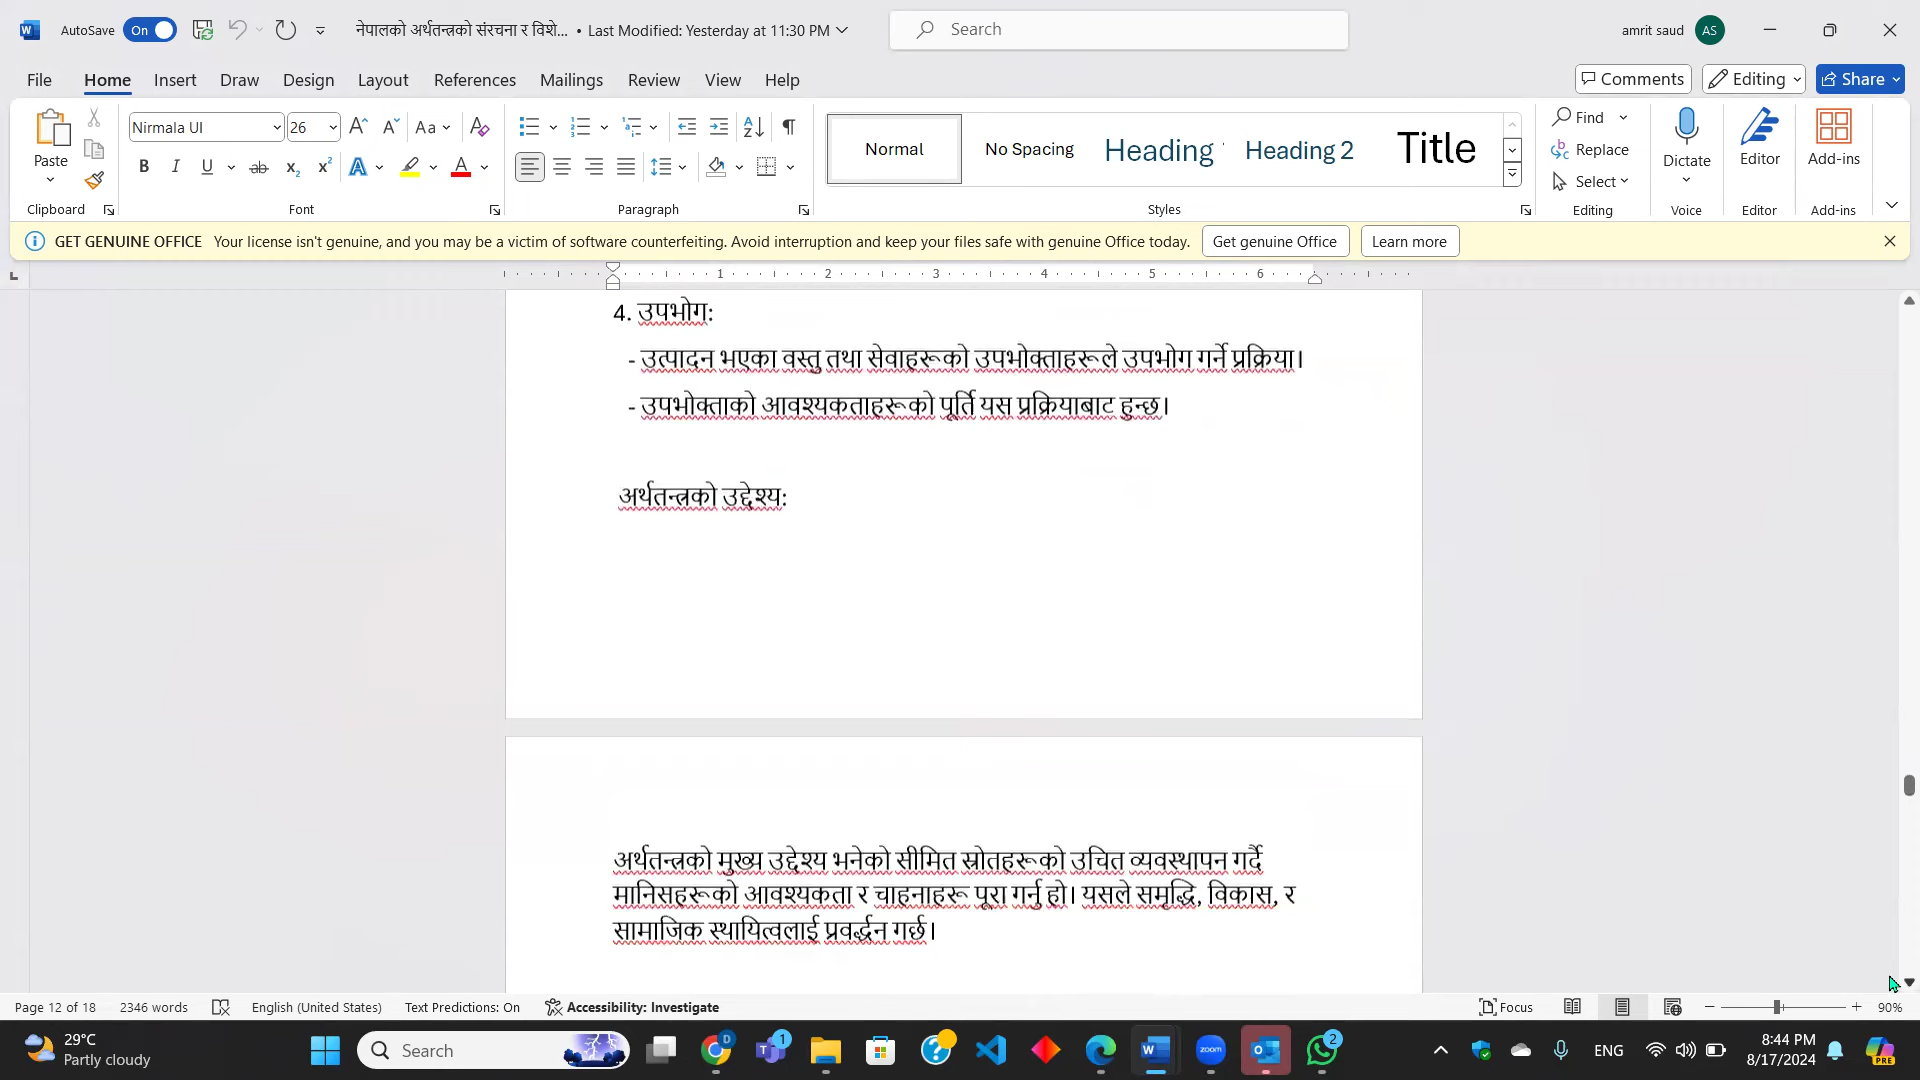 AutoSave On नेपालको अर्थतन्त्रको संरचना र विशे... • Last Modified: Yesterday at 11:30 PM Search amrit saud AS
File Home Insert Draw Design Layout References Mailings Review View Help Comments Editing Share
Paste Nirmala UI 26 Aa Normal No Spacing Heading Heading 2 Title Find Replace Select Dictate Editor Add-ins
Clipboard Font Paragraph Styles Editing Voice Editor Add-ins
GET GENUINE OFFICE Your license isn't genuine, and you may be a victim of software counterfeiting. Avoid interruption and keep your files safe with genuine Office today. Get genuine Office Learn more
1 2 3 4 5 6
4. उपभोग:
- उत्पादन भएका वस्तु तथा सेवाहरूको उपभोक्ताहरूले उपभोग गर्ने प्रक्रिया।
- उपभोक्ताको आवश्यकताहरूको पूर्ति यस प्रक्रियाबाट हुन्छ।
अर्थतन्त्रको उद्देश्य:
अर्थतन्त्रको मुख्य उद्देश्य भनेको सीमित स्रोतहरूको उचित व्यवस्थापन गर्दै
मानिसहरूको आवश्यकता र चाहनाहरू पूरा गर्नु हो। यसले समृद्धि, विकास, र
सामाजिक स्थायित्वलाई प्रवर्द्धन गर्छ।
Page 12 of 18 2346 words English (United States) Text Predictions: On Accessibility: Investigate Focus 90%
29°C
Partly cloudy
Search
ENG
8:44 PM
8/17/2024